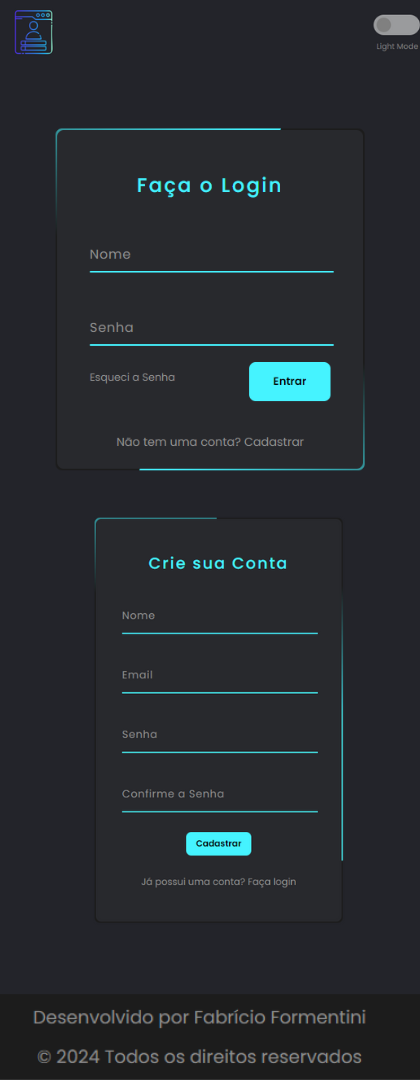 Light Mode
Faça o Login
Nome
Senha
Esqueci a Senha
Entrar
Não tem uma conta? Cadastrar
Crie sua Conta
Nome
Email
Senha
Confirme a Senha
Cadastrar
Já possui uma conta? Faça login
Desenvolvido por Fabrício Formentini
© 2024 Todos os direitos reservados